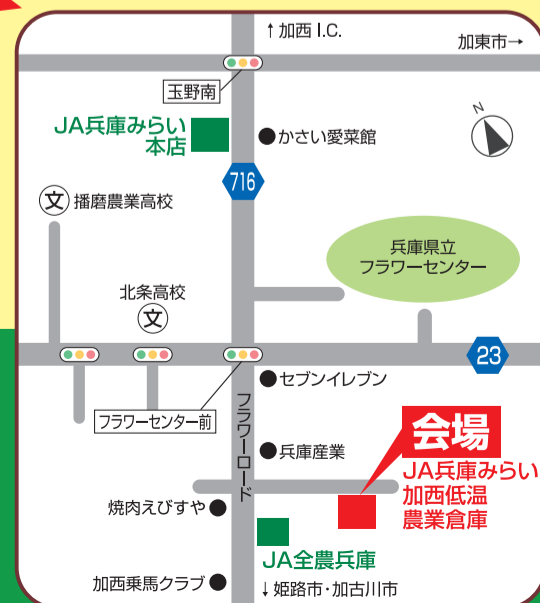 ↑加西 I.C.
加東市→
玉野南
N
JA兵庫みらい
本店
かさい愛菜館
716
文 播磨農業高校
兵庫県立
フラワーセンター
北条高校
文
23
セブンイレブン
フラワーセンター前
フラワーロード
会場
兵庫産業
JA兵庫みらい
加西低温
農業倉庫
焼肉えびすや
JA全農兵庫
加西乗馬クラブ
↓姫路市・加古川市